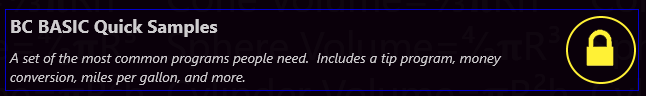 BC BASIC Quick Samples
A set of the most common programs people need. Includes a tip program, money
conversion, miles per gallon, and more.